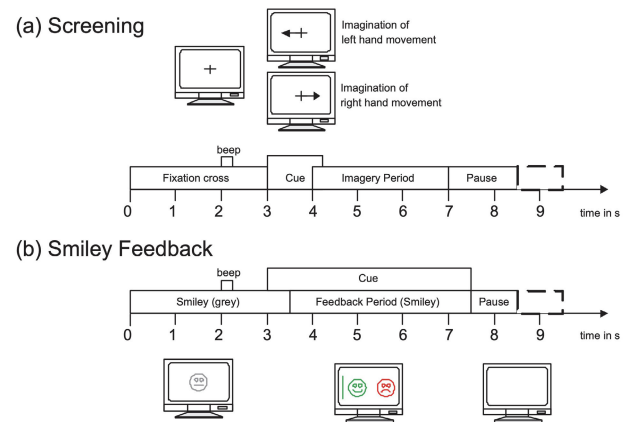 (a) Screening
Imagination of
left hand movement
Imagination of
right hand movement
beep
Fixation cross
Cue
Imagery Period
Pause
0 1 2 3 4 5 6 7 8 9 time in s
(b) Smiley Feedback
beep
Cue
Smiley (grey)
Feedback Period (Smiley)
Pause
0 1 2 3 4 5 6 7 8 9 time in s